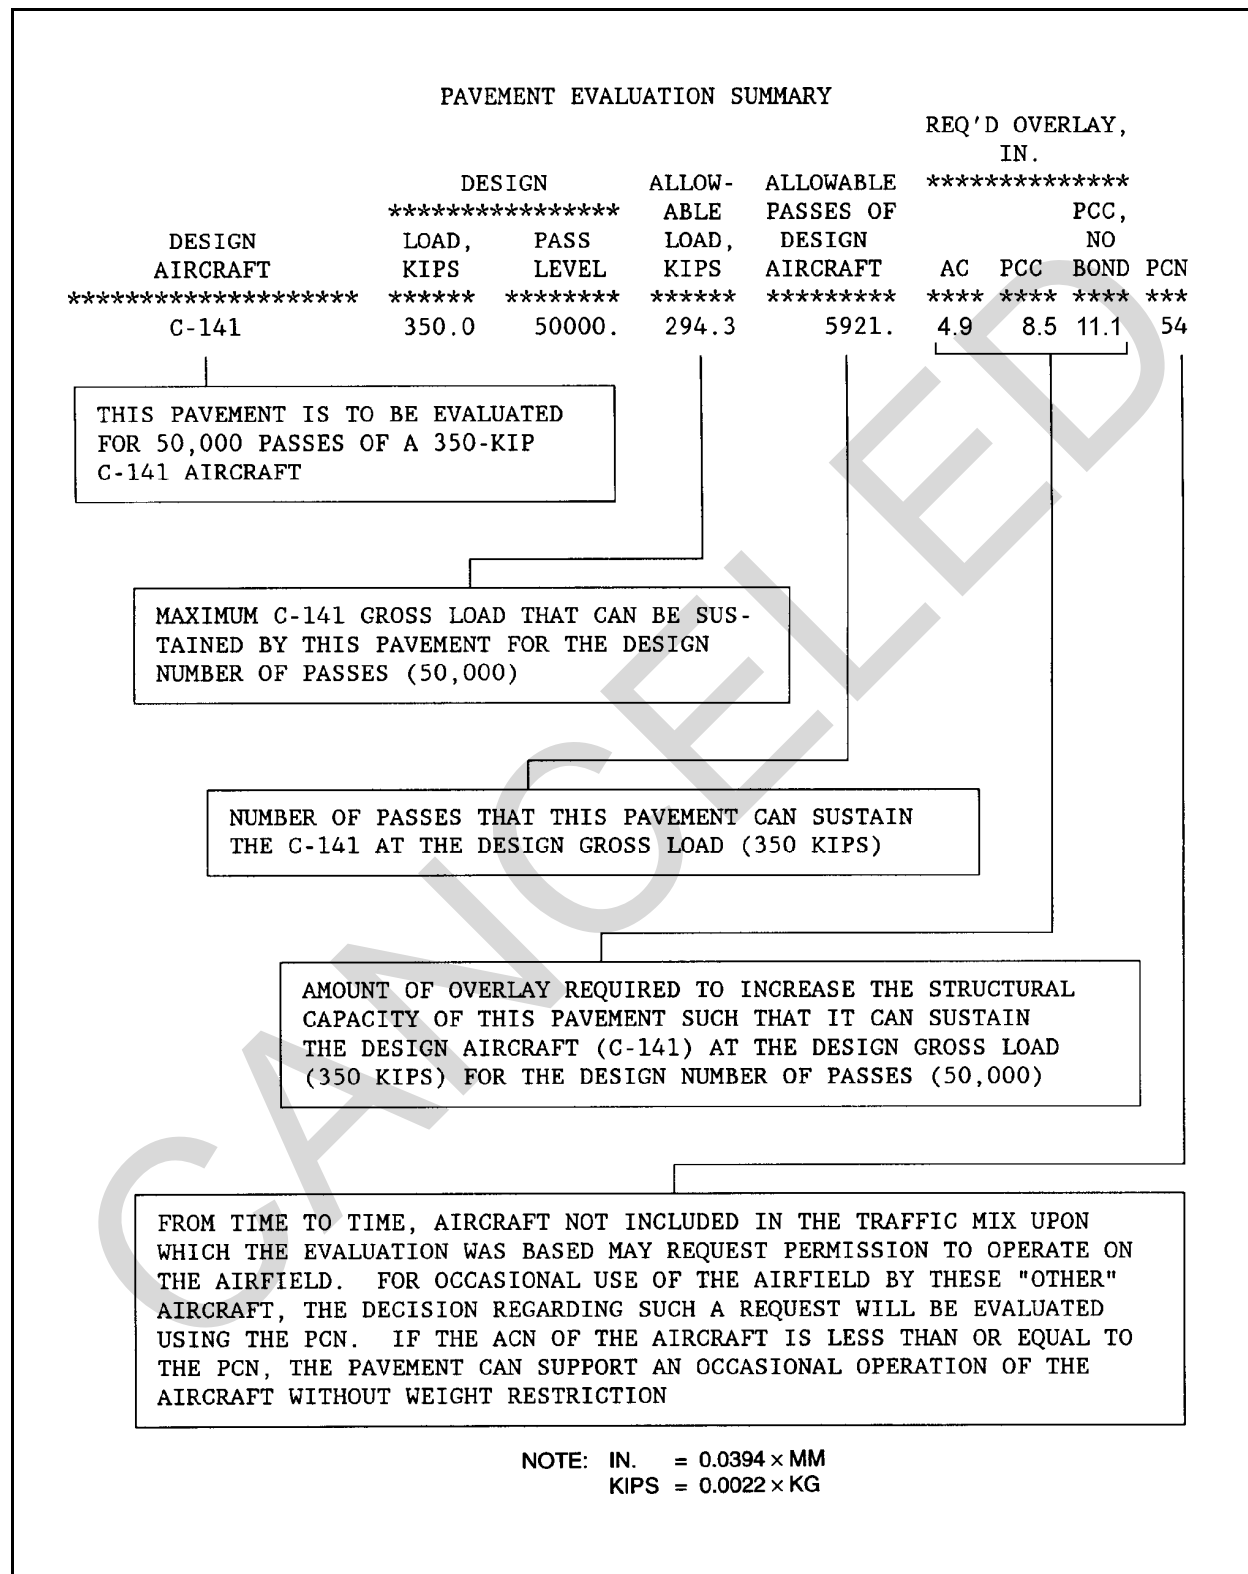 PAVEMENT EVALUATION SUMMARY
REQ'D OVERLAY,
IN.
DESIGN ALLOW- ALLOWABLE **************
**************** ABLE PASSES OF PCC,
DESIGN LOAD, PASS LOAD, DESIGN NO
AIRCRAFT KIPS LEVEL KIPS AIRCRAFT AC PCC BOND PCN
******************** ****** ******** ****** ********* **** **** **** ***
C-141 350.0 50000. 294.3 5921. 4.9 8.5 11.1 54
THIS PAVEMENT IS TO BE EVALUATED
FOR 50,000 PASSES OF A 350-KIP
C-141 AIRCRAFT
MAXIMUM C-141 GROSS LOAD THAT CAN BE SUS-
TAINED BY THIS PAVEMENT FOR THE DESIGN
NUMBER OF PASSES (50,000)
NUMBER OF PASSES THAT THIS PAVEMENT CAN SUSTAIN
THE C-141 AT THE DESIGN GROSS LOAD (350 KIPS)
AMOUNT OF OVERLAY REQUIRED TO INCREASE THE STRUCTURAL
CAPACITY OF THIS PAVEMENT SUCH THAT IT CAN SUSTAIN
THE DESIGN AIRCRAFT (C-141) AT THE DESIGN GROSS LOAD
(350 KIPS) FOR THE DESIGN NUMBER OF PASSES (50,000)
FROM TIME TO TIME, AIRCRAFT NOT INCLUDED IN THE TRAFFIC MIX UPON
WHICH THE EVALUATION WAS BASED MAY REQUEST PERMISSION TO OPERATE ON
THE AIRFIELD. FOR OCCASIONAL USE OF THE AIRFIELD BY THESE "OTHER"
AIRCRAFT, THE DECISION REGARDING SUCH A REQUEST WILL BE EVALUATED
USING THE PCN. IF THE ACN OF THE AIRCRAFT IS LESS THAN OR EQUAL TO
THE PCN, THE PAVEMENT CAN SUPPORT AN OCCASIONAL OPERATION OF THE
AIRCRAFT WITHOUT WEIGHT RESTRICTION
NOTE: IN. = 0.0394 × MM
KIPS = 0.0022 × KG
CANCELED